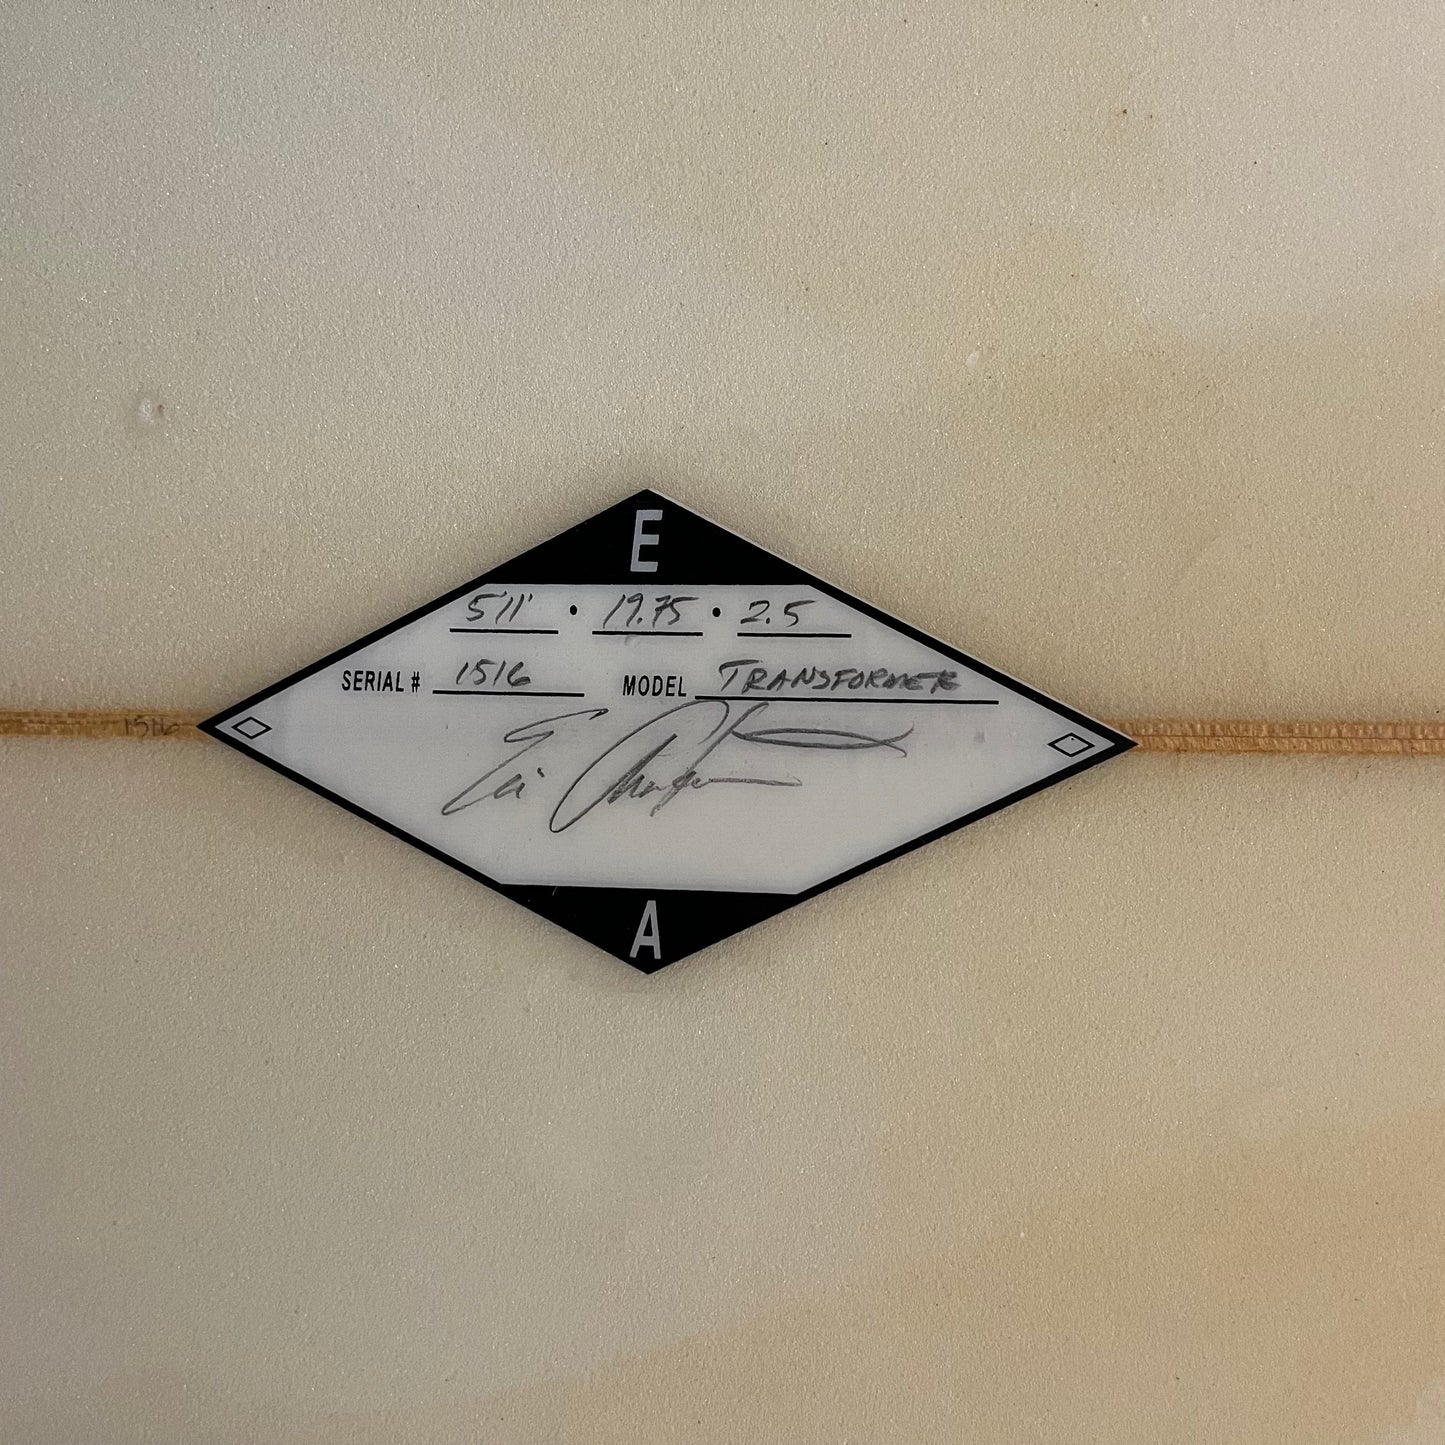 E
5'11" • 19.75 • 2.5
SERIAL # 1516 MODEL TRANSFORMER
1516
A